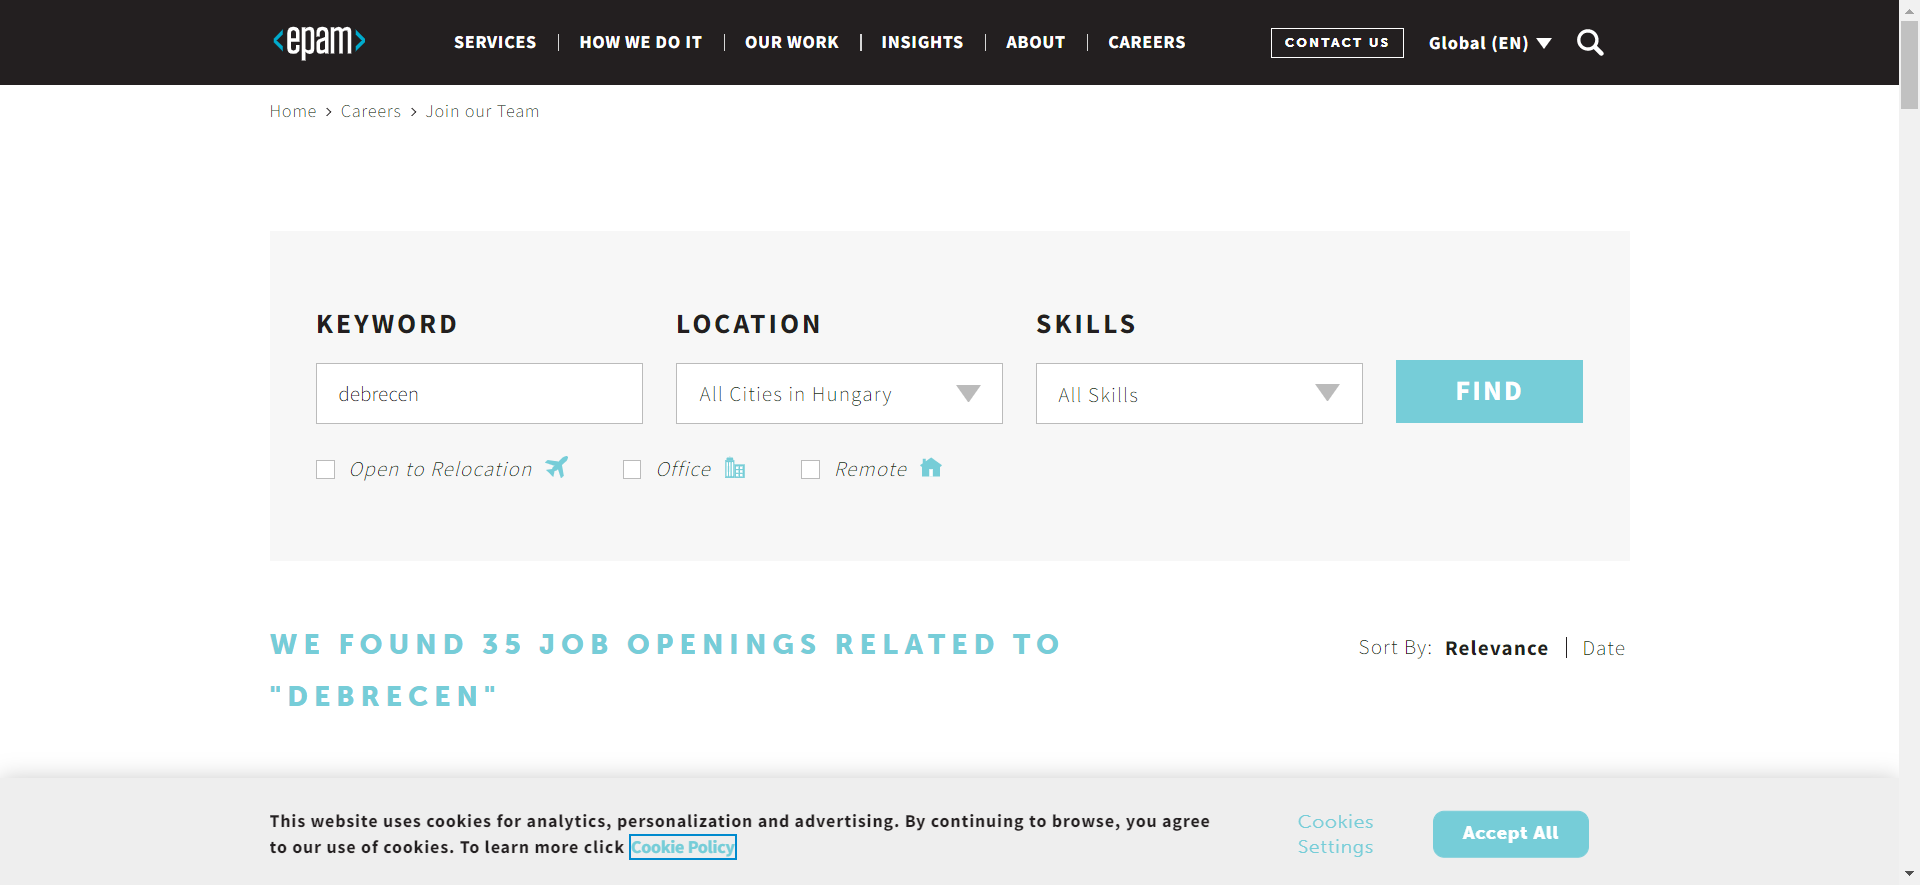 <epam>
SERVICES | HOW WE DO IT | OUR WORK | INSIGHTS | ABOUT | CAREERS
CONTACT US
Global (EN)
Home > Careers > Join our Team
KEYWORD
LOCATION
SKILLS
debrecen
All Cities in Hungary
All Skills
FIND
Open to Relocation
Office
Remote
WE FOUND 35 JOB OPENINGS RELATED TO
"DEBRECEN"
Sort By: Relevance | Date
This website uses cookies for analytics, personalization and advertising. By continuing to browse, you agree
to our use of cookies. To learn more click Cookie Policy
Cookies
Settings
Accept All